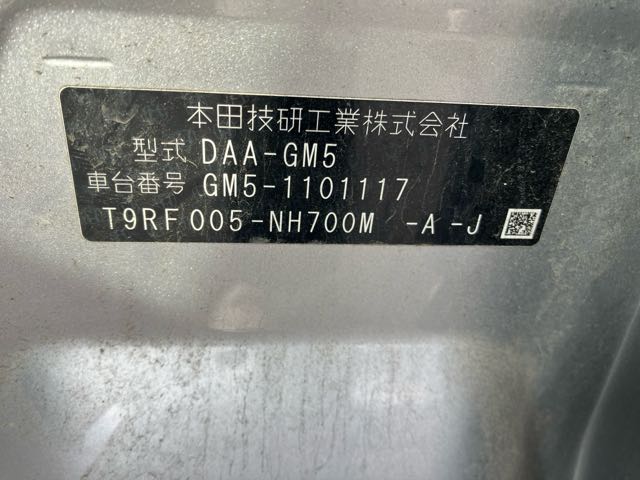 本田技研工業株式会社
型式 DAA-GM5
車台番号 GM5-1101117
T9RF005-NH700M -A-J